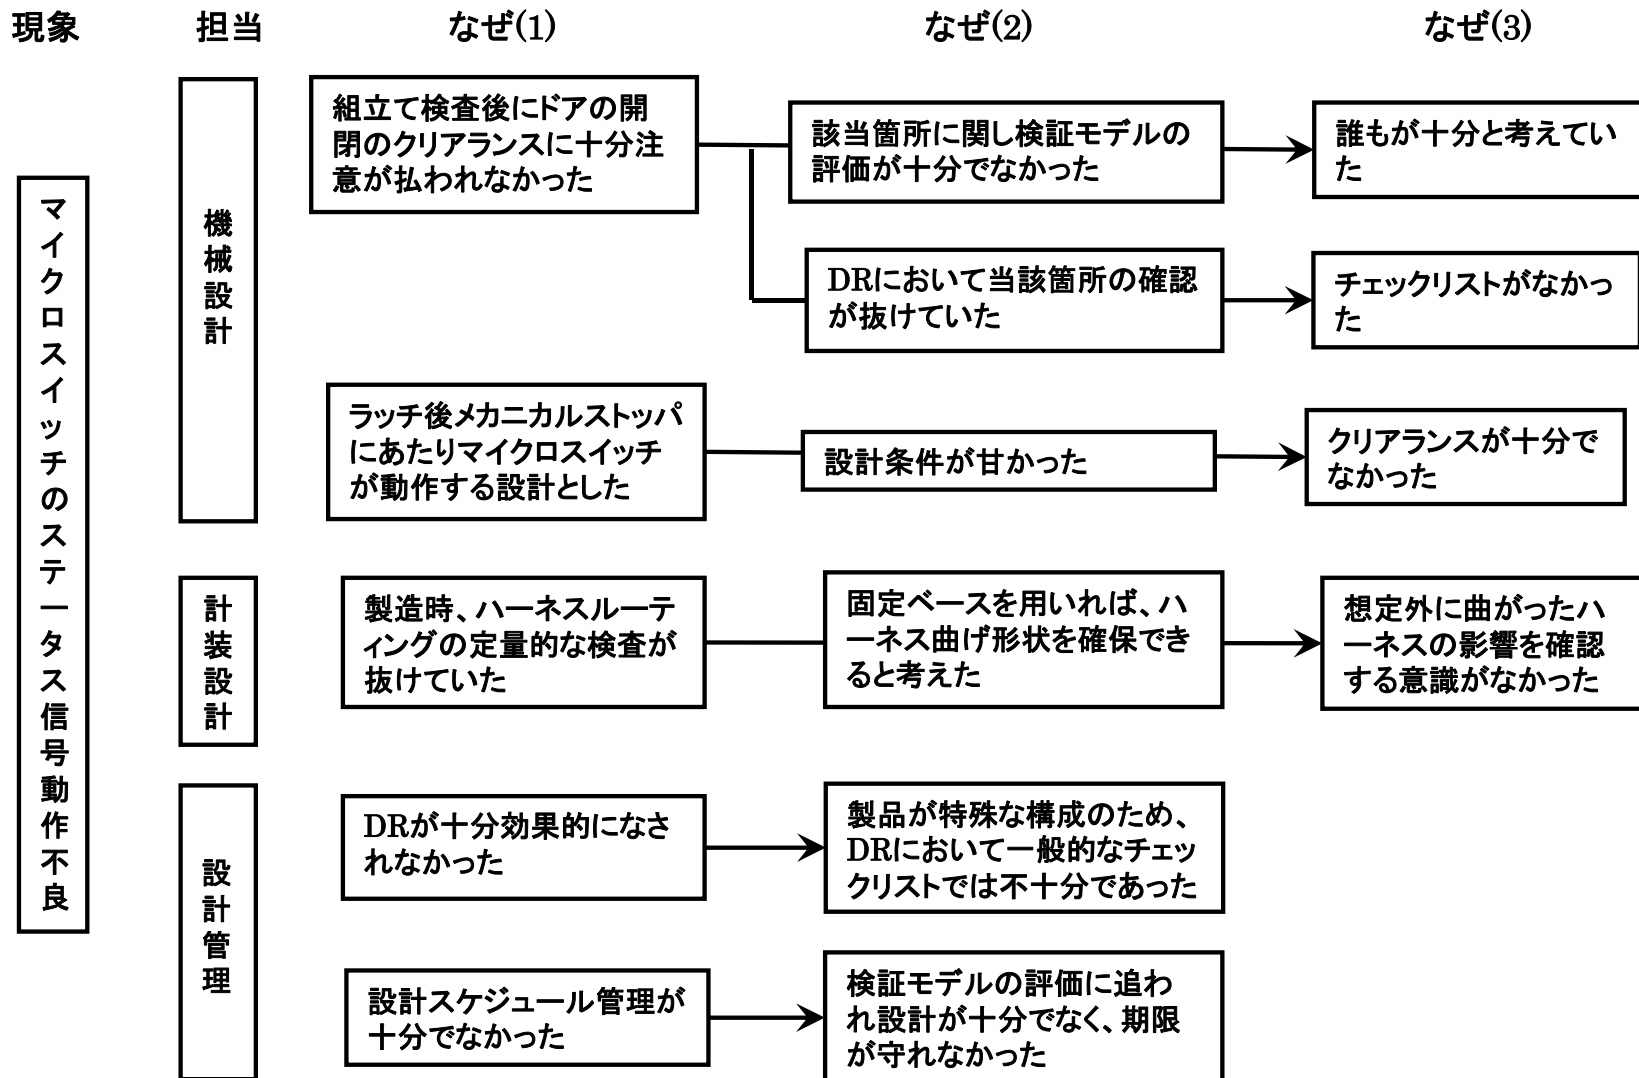 現象
担当
なぜ(1)
なぜ(2)
なぜ(3)
マイクロスイッチのステータス信号動作不良
機械設計
組立て検査後にドアの開
閉のクリアランスに十分注
意が払われなかった
該当箇所に関し検証モデルの
評価が十分でなかった
誰もが十分と考えてい
た
DRにおいて当該箇所の確認
が抜けていた
チェックリストがなかっ
た
ラッチ後メカニカルストッパ
にあたりマイクロスイッチ
が動作する設計とした
設計条件が甘かった
クリアランスが十分で
なかった
計装設計
製造時、ハーネスルーテ
ィングの定量的な検査が
抜けていた
固定ベースを用いれば、ハ
ーネス曲げ形状を確保でき
ると考えた
想定外に曲がったハ
ーネスの影響を確認
する意識がなかった
設計管理
DRが十分効果的になさ
れなかった
製品が特殊な構成のため、
DRにおいて一般的なチェッ
クリストでは不十分であった
設計スケジュール管理が
十分でなかった
検証モデルの評価に追わ
れ設計が十分でなく、期限
が守れなかった